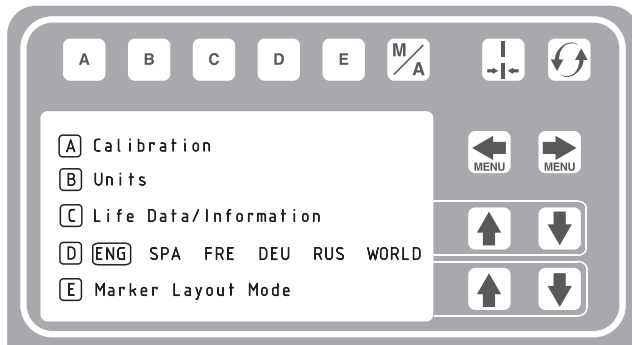 A B C D E M/A
MENU MENU
A Calibration
B Units
C Life Data/Information
D ENG SPA FRE DEU RUS WORLD
E Marker Layout Mode